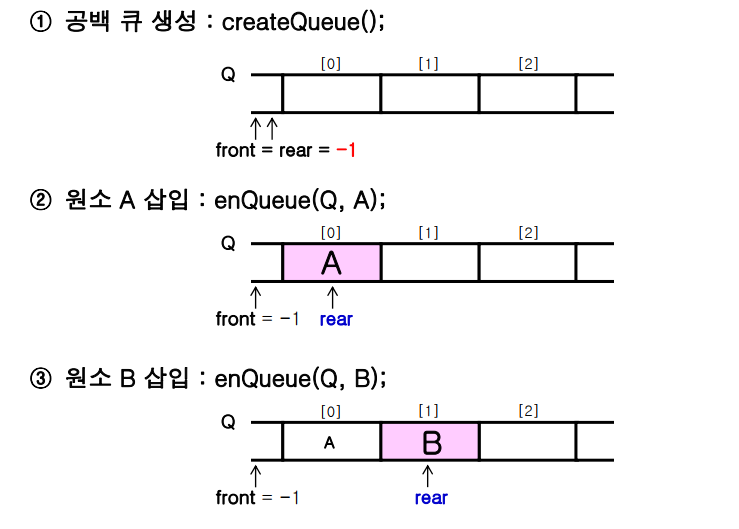 ① 공백 큐 생성 : createQueue();
[0] [1] [2]
Q
front = rear = -1
② 원소 A 삽입 : enQueue(Q, A);
[0] [1] [2]
Q
A
front = -1 rear
③ 원소 B 삽입 : enQueue(Q, B);
[0] [1] [2]
Q
A B
front = -1 rear